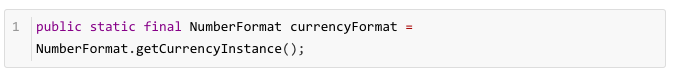 1 public static final NumberFormat currencyFormat =
NumberFormat.getCurrencyInstance();